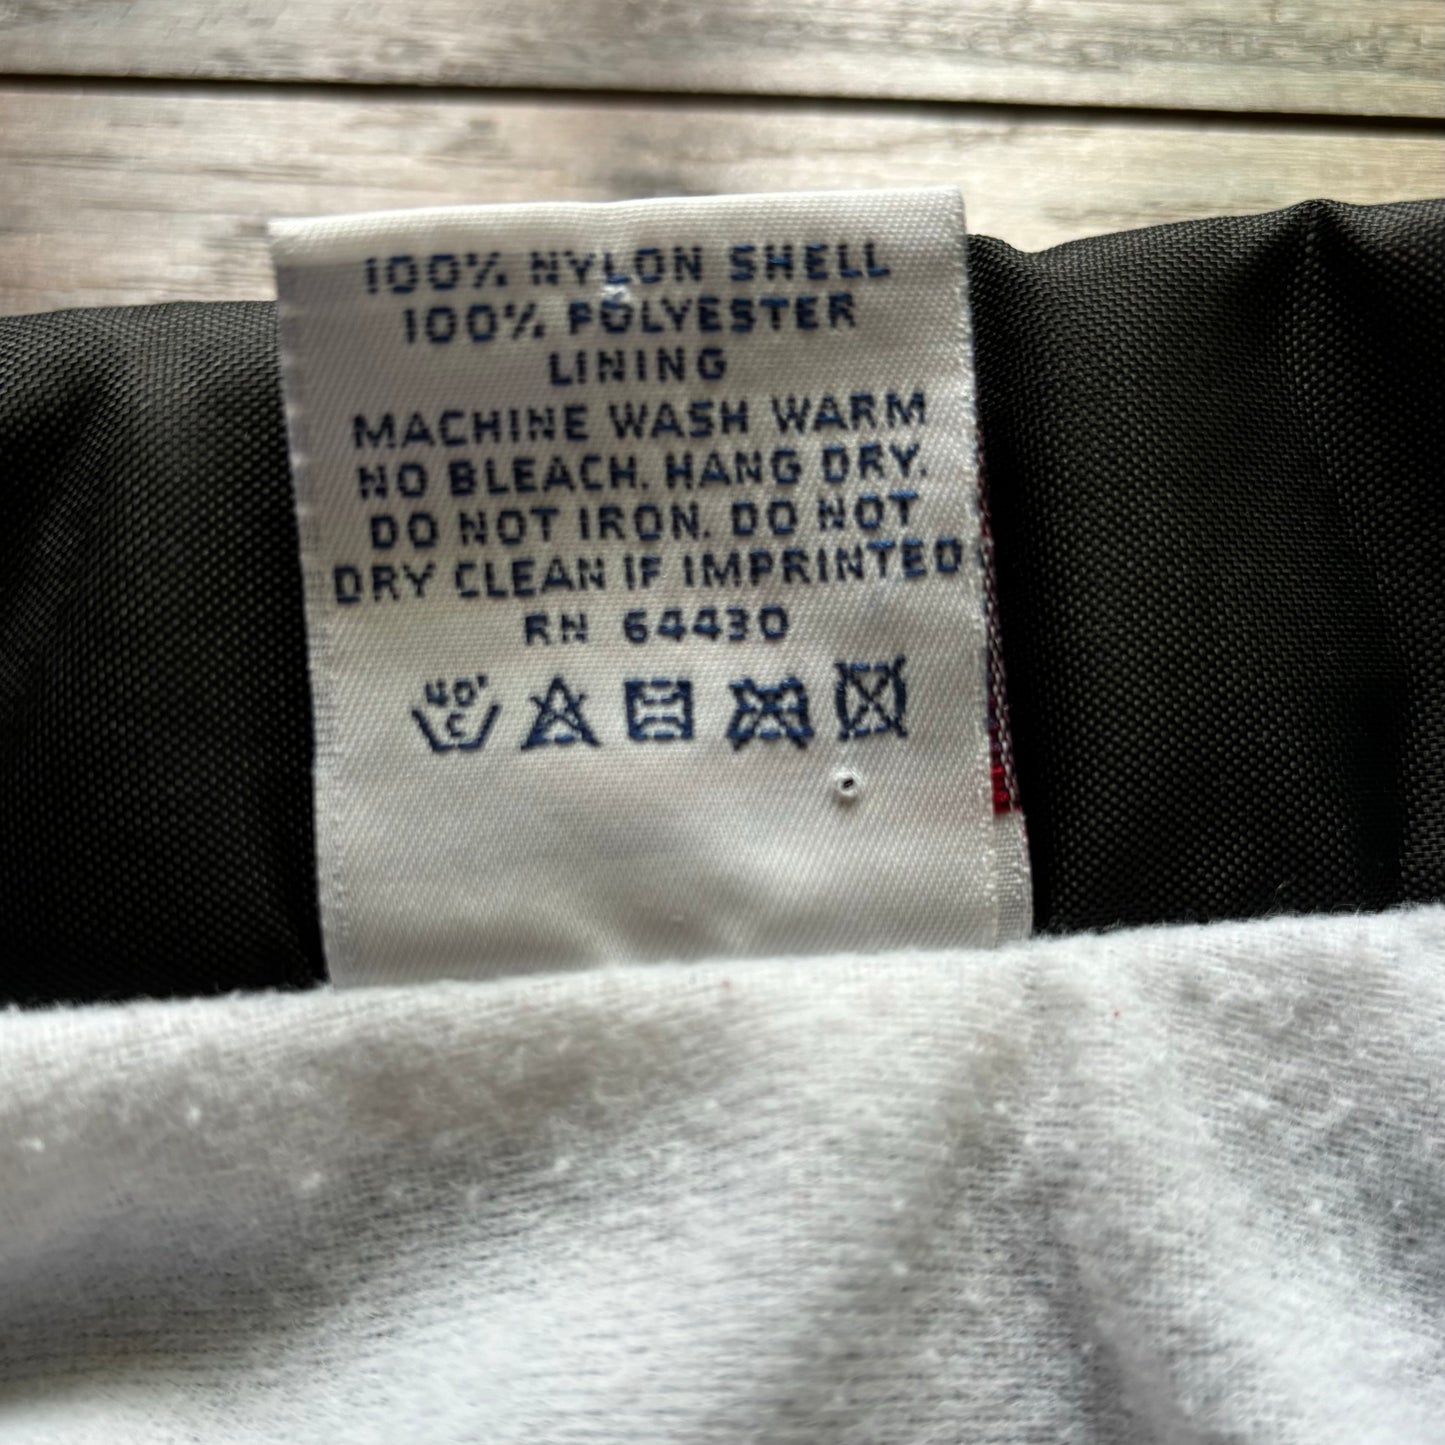 100% NYLON SHELL
100% POLYESTER
LINING
MACHINE WASH WARM
NO BLEACH. HANG DRY.
DO NOT IRON. DO NOT
DRY CLEAN IF IMPRINTED
RN 64430
40°
C